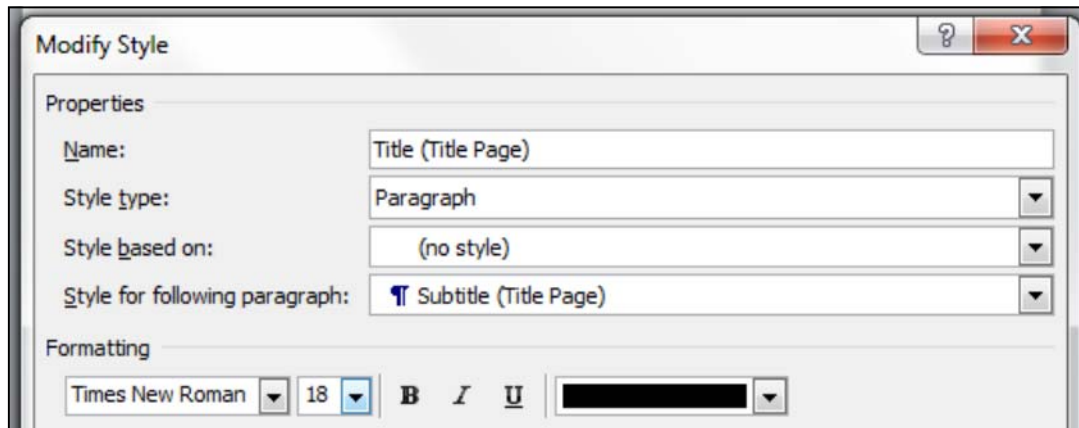 Modify Style
Properties
Name: Title (Title Page)
Style type: Paragraph
Style based on: (no style)
Style for following paragraph: ¶ Subtitle (Title Page)
Formatting
Times New Roman 18 B I U